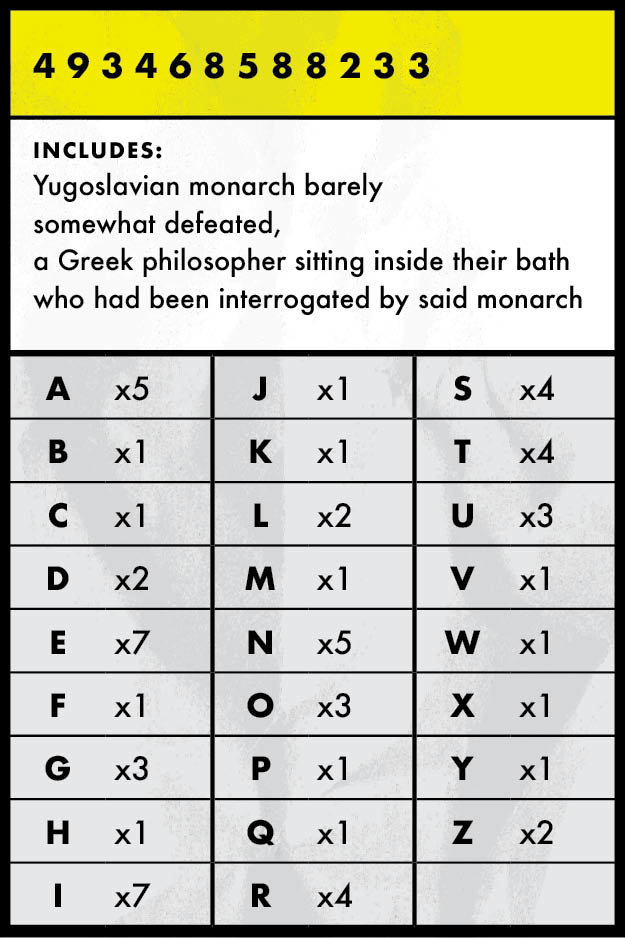 4 9 3 4 6 8 5 8 8 2 3 3
INCLUDES:
Yugoslavian monarch barely
somewhat defeated,
a Greek philosopher sitting inside their bath
who had been interrogated by said monarch
A x5 J x1 S x4
B x1 K x1 T x4
C x1 L x2 U x3
D x2 M x1 V x1
E x7 N x5 W x1
F x1 O x3 X x1
G x3 P x1 Y x1
H x1 Q x1 Z x2
I x7 R x4